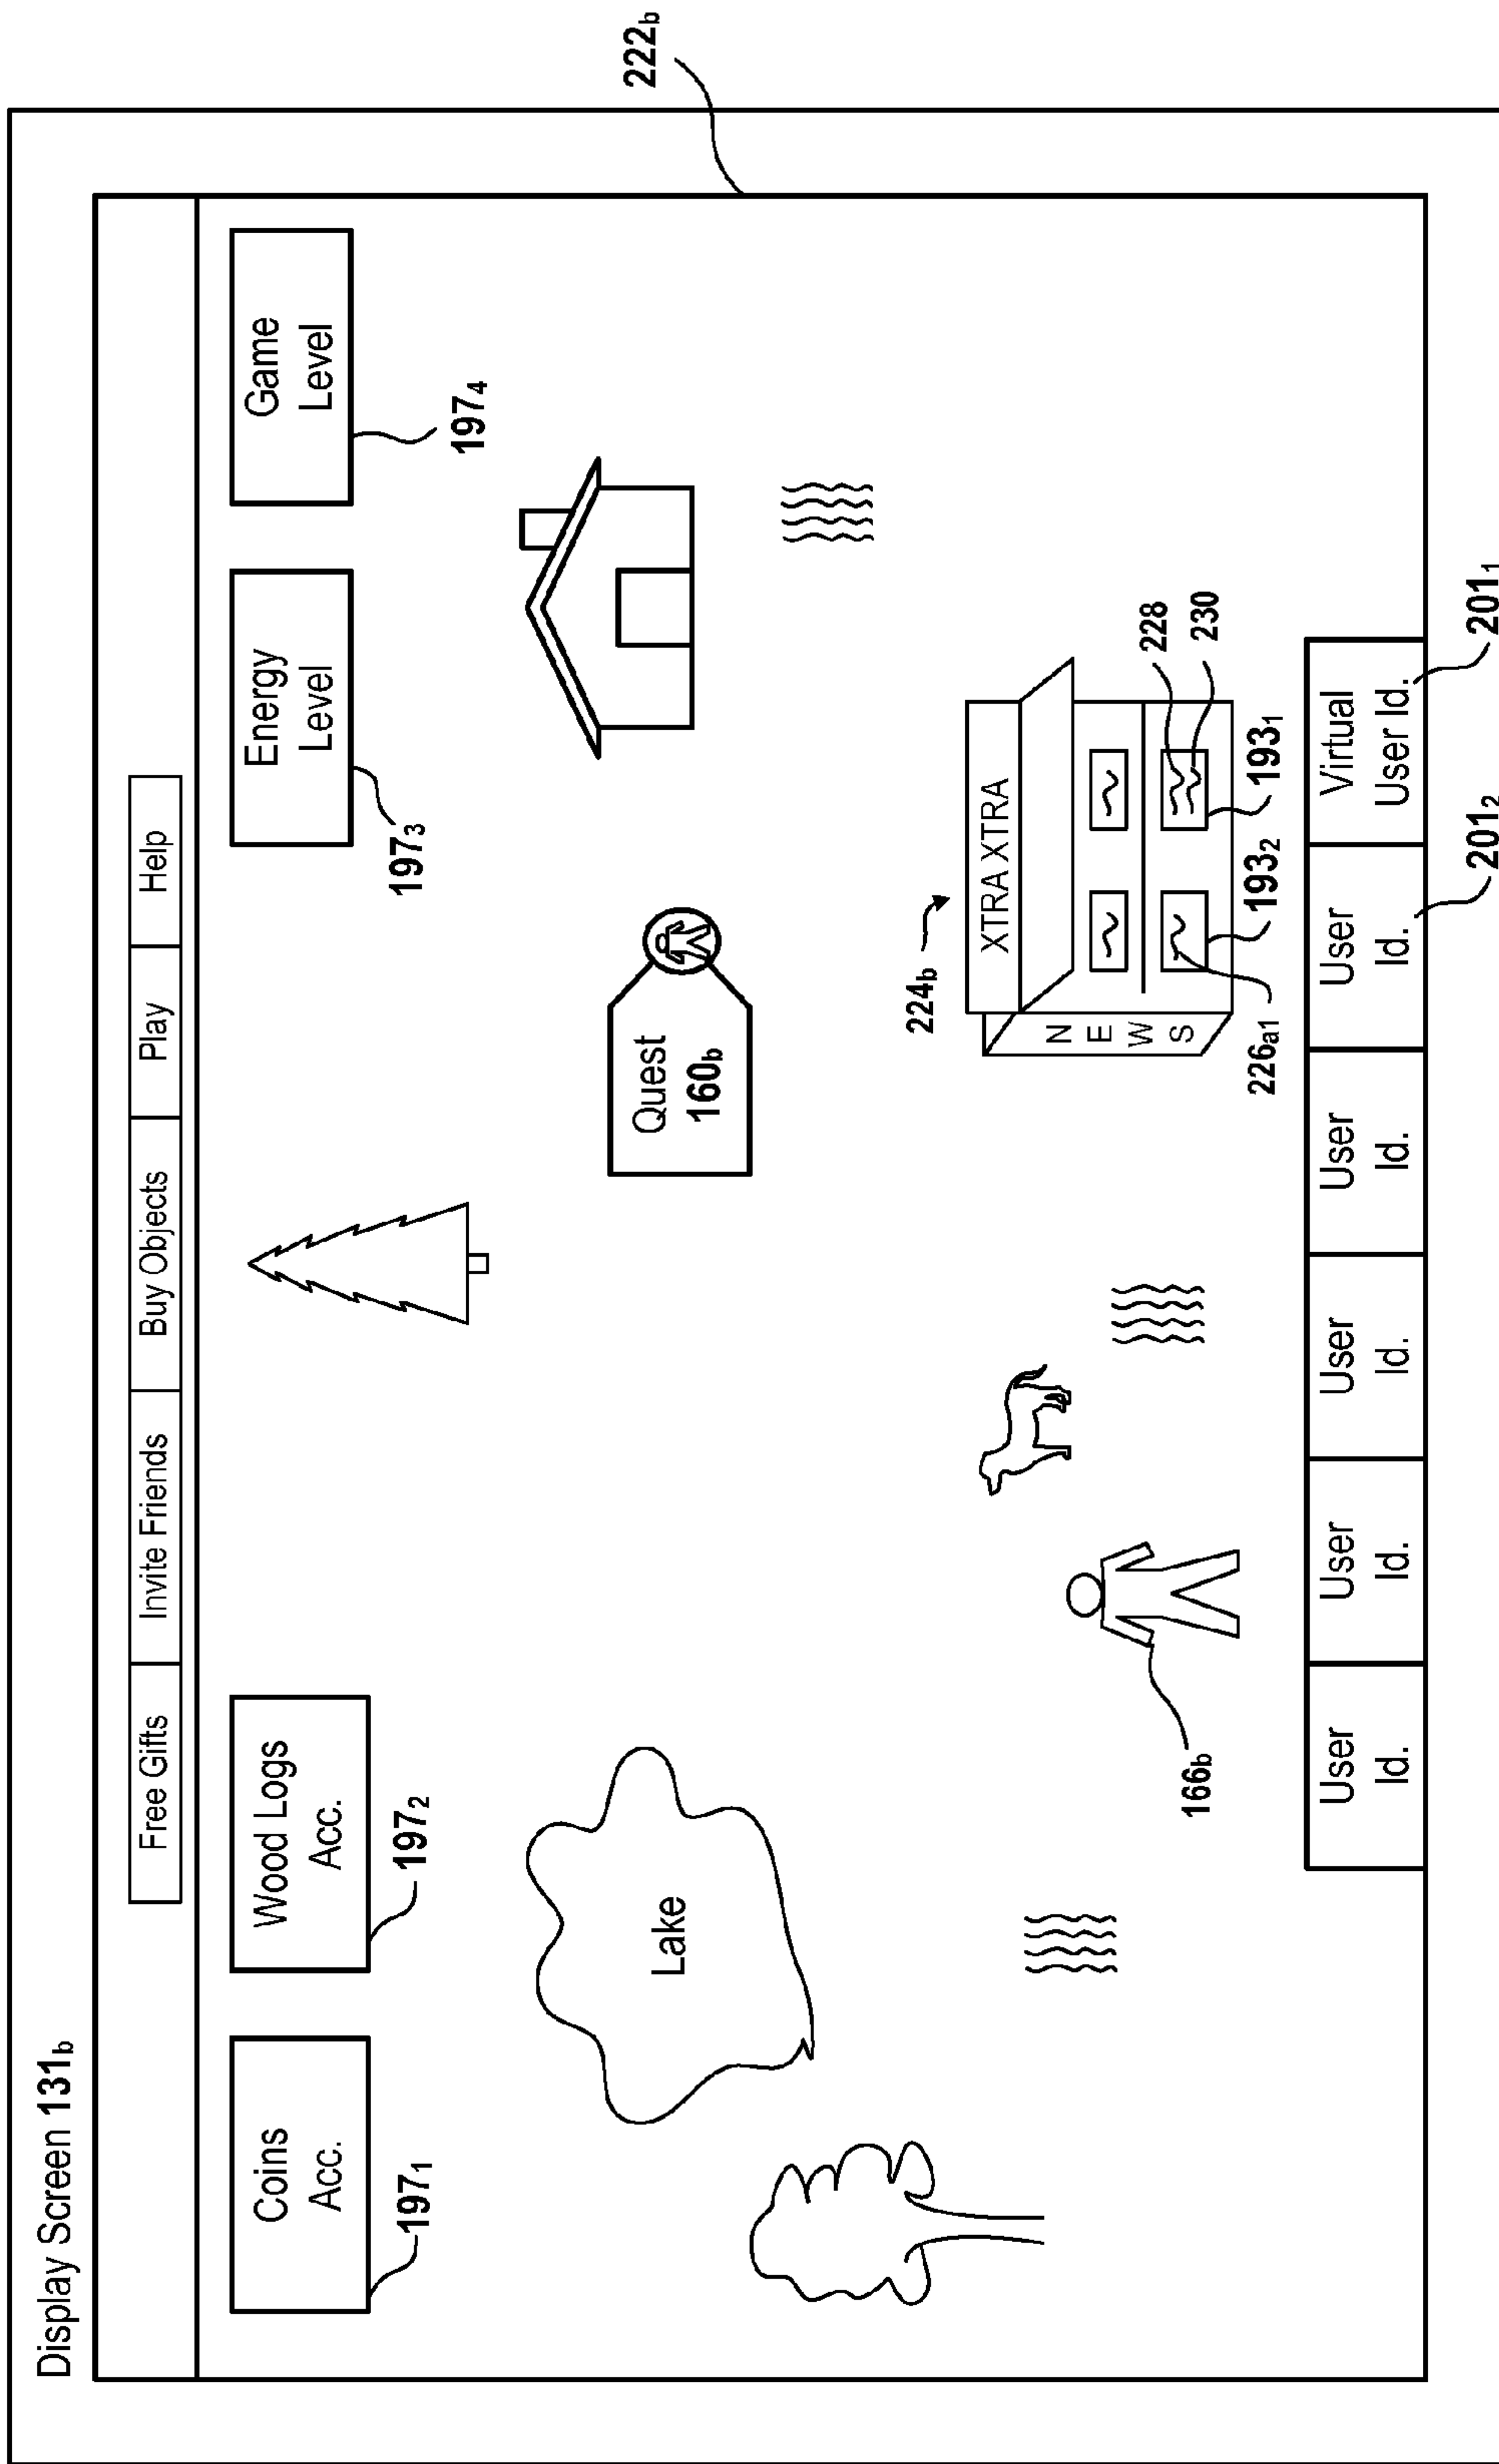 Display Screen 131b
222b
Free Gifts
Invite Friends
Buy Objects
Play
Help
Coins
Acc.
1971
Wood Logs
Acc.
1972
Energy
Level
1973
Game
Level
1974
Lake
Quest
160b
224b
XTRA XTRA
N
E
W
S
228
230
1932
1931
226a1
166b
User
Id.
User
Id.
User
Id.
User
Id.
User
Id.
Virtual
User Id.
2012
2011